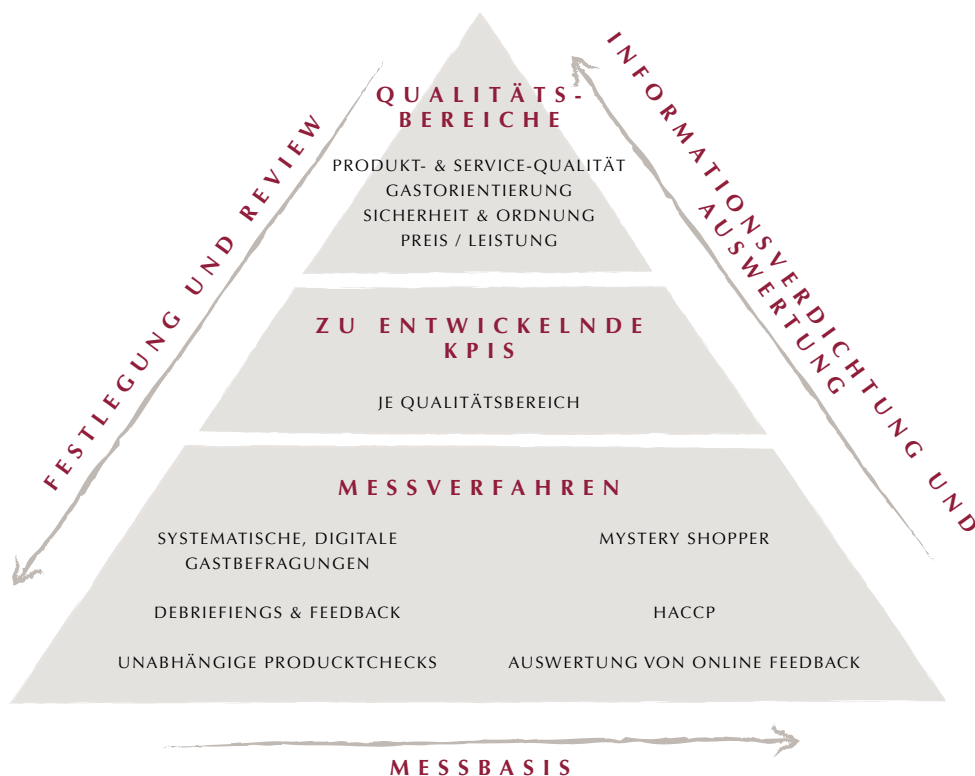 QUALITÄTS-
BEREICHE
PRODUKT- & SERVICE-QUALITÄT
GASTORIENTIERUNG
SICHERHEIT & ORDNUNG
PREIS / LEISTUNG
ZU ENTWICKELNDE
KPIS
JE QUALITÄTSBEREICH
MESSVERFAHREN
SYSTEMATISCHE, DIGITALE
GASTBEFRAGUNGEN
MYSTERY SHOPPER
DEBRIEFIENGS & FEEDBACK
HACCP
UNABHÄNGIGE PRODUCKTCHECKS
AUSWERTUNG VON ONLINE FEEDBACK
FESTLEGUNG UND REVIEW
INFORMATIONSVERDICHTUNG UND
AUSWERTUNG
MESSBASIS